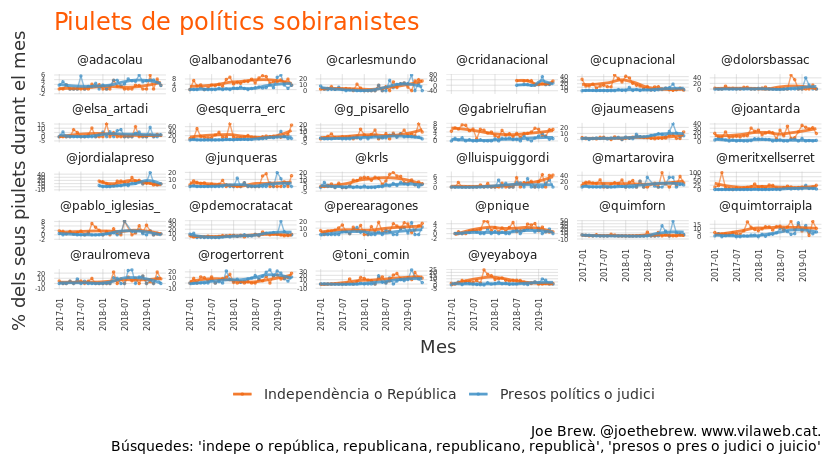 Piulets de polítics sobiranistes
% dels seus piulets durant el mes
@adacolau @albanodante76 @carlesmundo @cridanacional @cupnacional @dolorsbassac
@elsa_artadi @esquerra_erc @g_pisarello @gabrielrufian @jaumeasens @joantarda
@jordialapreso @junqueras @krls @lluispuiggordi @martarovira @meritxellserret
@pablo_iglesias_ @pdemocratacat @perearagones @pnique @quimforn @quimtorraipla
@raulromeva @rogertorrent @toni_comin @yeyaboya
2017-01 2017-07 2018-01 2018-07 2019-01
2017-01 2017-07 2018-01 2018-07 2019-01
2017-01 2017-07 2018-01 2018-07 2019-01
2017-01 2017-07 2018-01 2018-07 2019-01
2017-01 2017-07 2018-01 2018-07 2019-01
2017-01 2017-07 2018-01 2018-07 2019-01
Mes
Independència o República Presos polítics o judici
Joe Brew. @joethebrew. www.vilaweb.cat.
Búsquedes: 'indepe o república, republicana, republicano, republicà', 'presos o pres o judici o juicio'